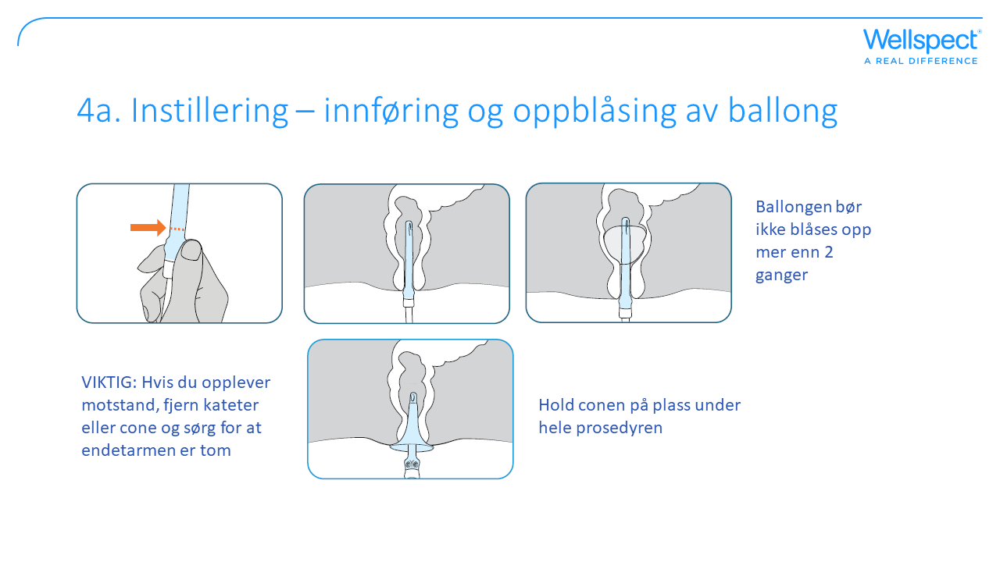 Wellspect®
A REAL DIFFERENCE
4a. Instillering – innføring og oppblåsing av ballong
Ballongen bør
ikke blåses opp
mer enn 2
ganger
VIKTIG: Hvis du opplever
motstand, fjern kateter
eller cone og sørg for at
endetarmen er tom
Hold conen på plass under
hele prosedyren